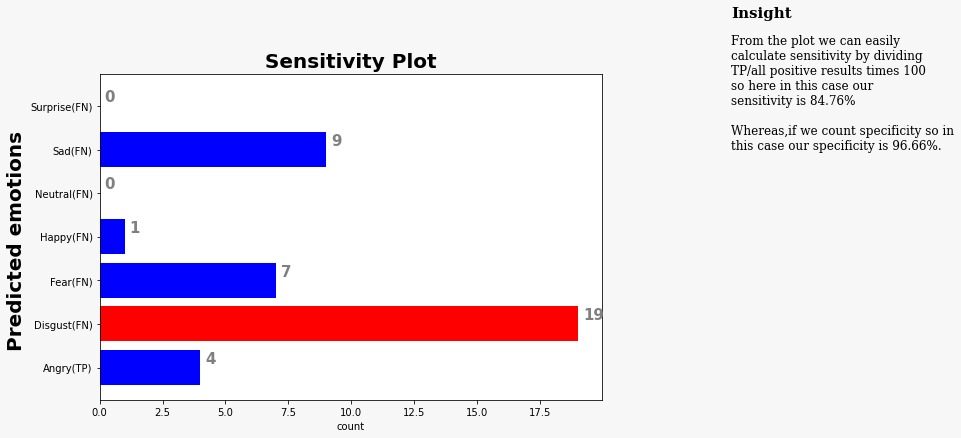 Insight
From the plot we can easily
calculate sensitivity by dividing
TP/all positive results times 100
so here in this case our
sensitivity is 84.76%
Whereas,if we count specificity so in
this case our specificity is 96.66%.
Sensitivity Plot
Predicted emotions
Surprise(FN) 0
Sad(FN) 9
Neutral(FN) 0
Happy(FN) 1
Fear(FN) 7
Disgust(FN) 19
Angry(TP) 4
0.0 2.5 5.0 7.5 10.0 12.5 15.0 17.5
count